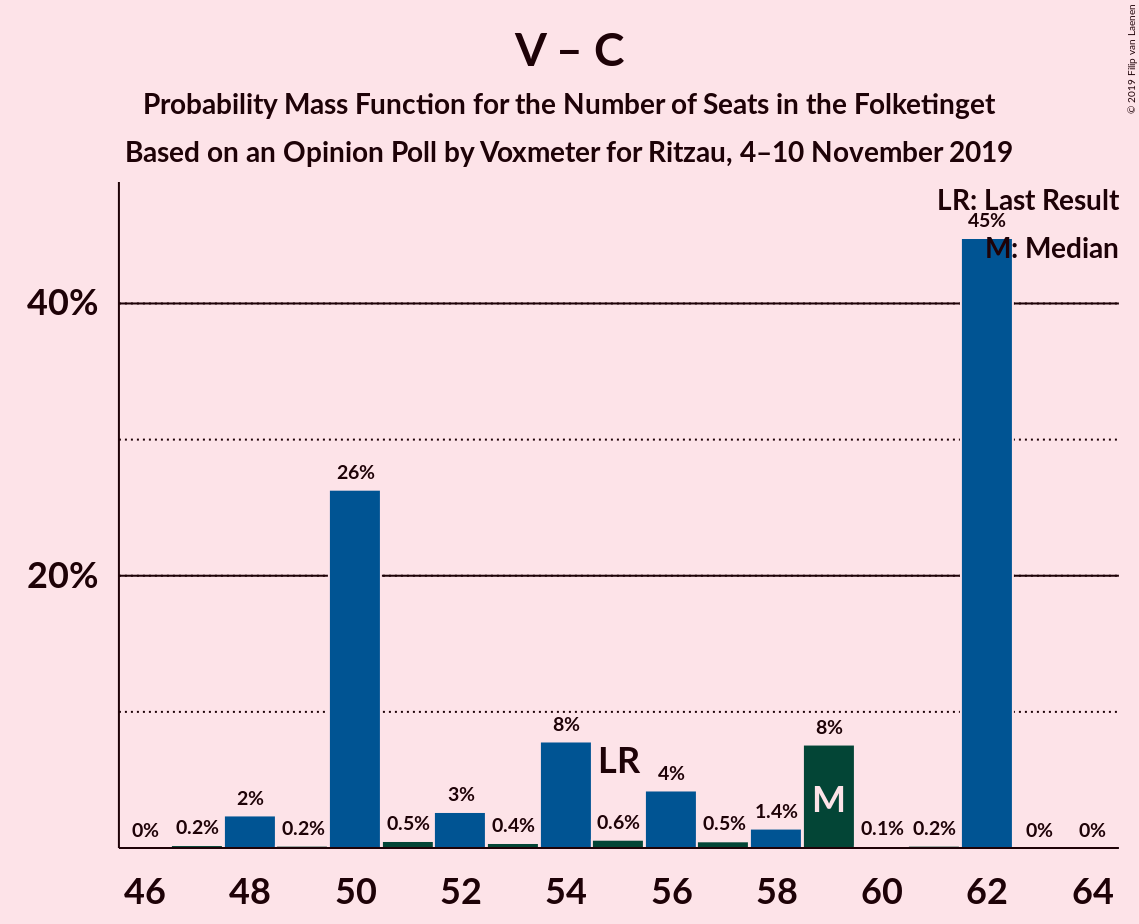 V – C
Probability Mass Function for the Number of Seats in the Folketinget
Based on an Opinion Poll by Voxmeter for Ritzau, 4–10 November 2019
© 2019 Filip van Laenen
LR: Last Result
M: Median
40%
20%
0%
0.2%
2%
0.2%
26%
0.5%
3%
0.4%
8%
0.6%
LR
4%
0.5%
1.4%
8%
M
0.1%
0.2%
45%
0%
0%
46 48 50 52 54 56 58 60 62 64